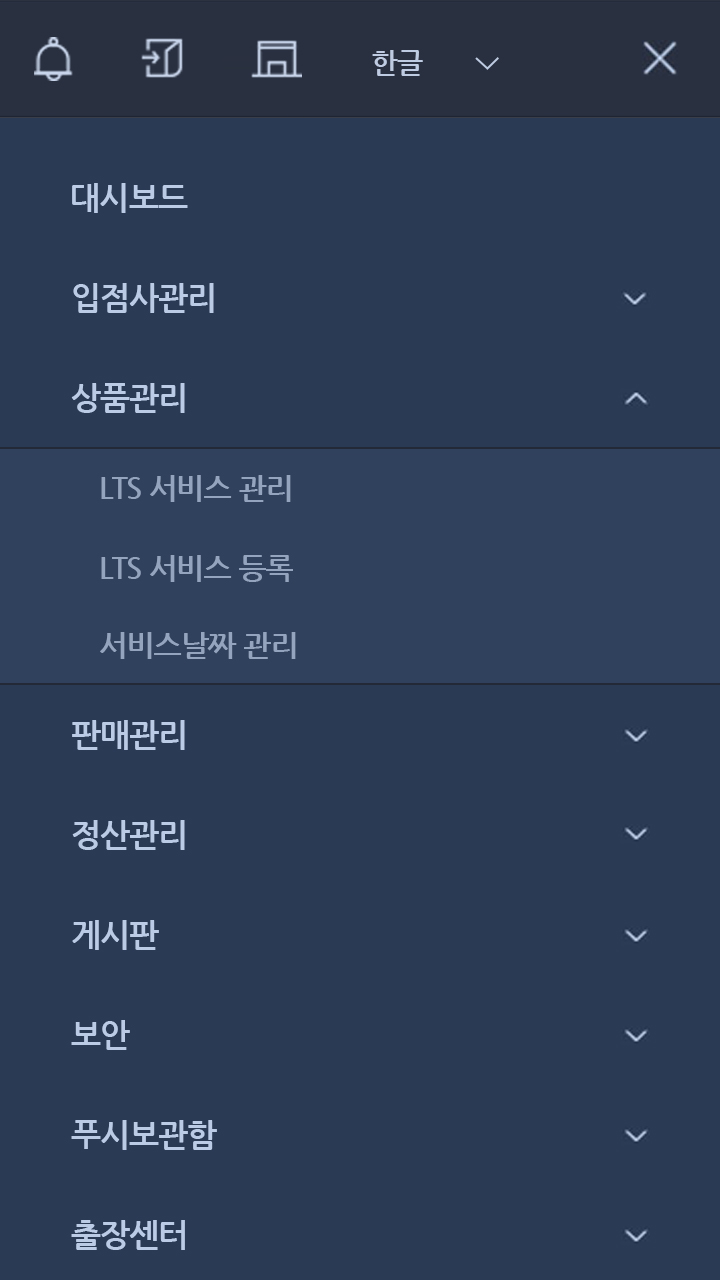 한글
대시보드
입점사관리
상품관리
LTS 서비스 관리
LTS 서비스 등록
서비스날짜 관리
판매관리
정산관리
게시판
보안
푸시보관함
출장센터